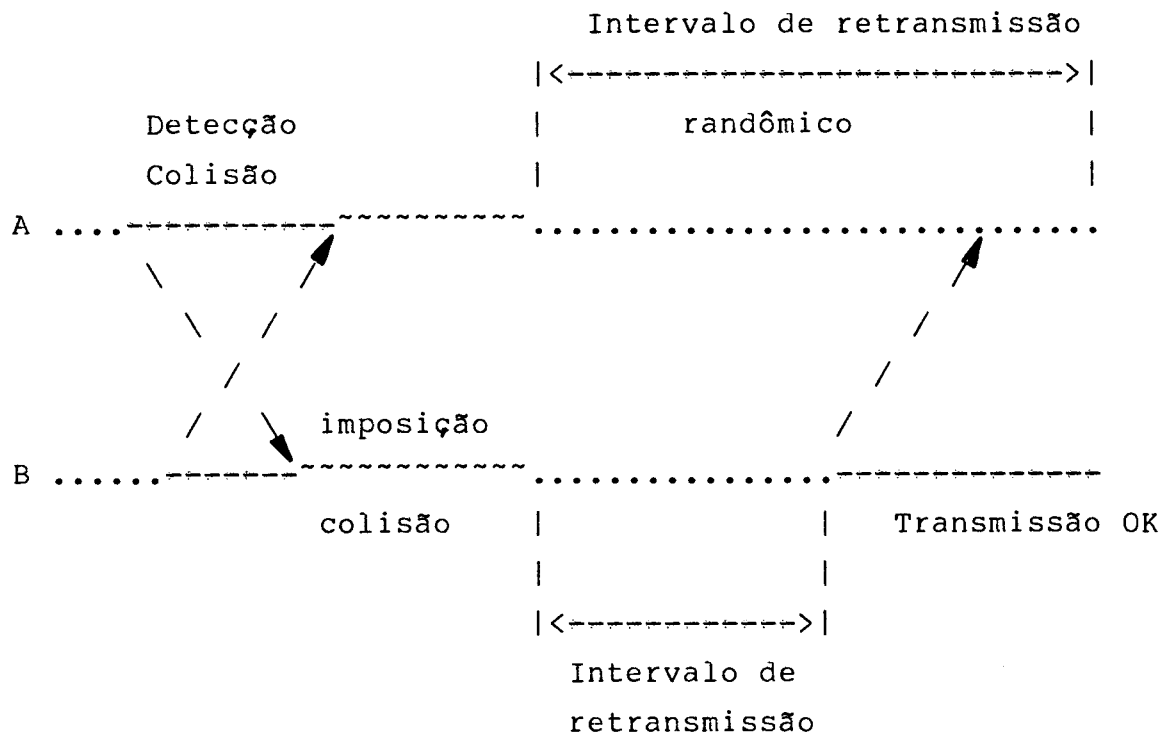 Intervalo de retransmissão
|<-------------------------->|
Detecção | randômico |
Colisão | |
A ....-----------~~~~~~~~~~.............................
imposição
B ......-------~~~~~~~~~~~~................--------------
colisão | | Transmissão OK
| |
|<------------->|
Intervalo de
retransmissão